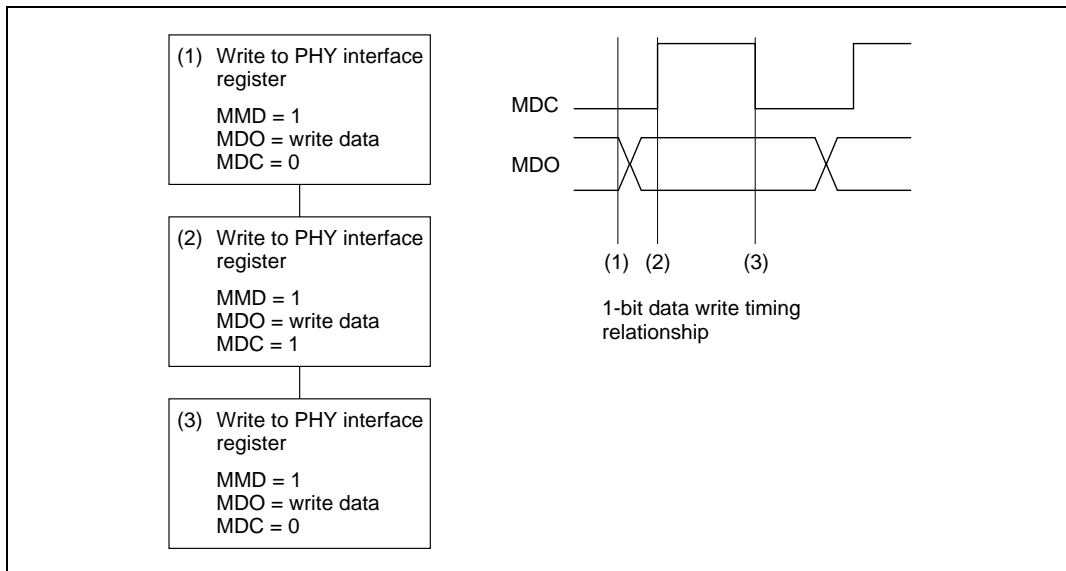 (1) Write to PHY interface
register
MMD = 1
MDO = write data
MDC = 0
(2) Write to PHY interface
register
MMD = 1
MDO = write data
MDC = 1
(3) Write to PHY interface
register
MMD = 1
MDO = write data
MDC = 0
MDC
MDO
(1) (2) (3)
1-bit data write timing
relationship